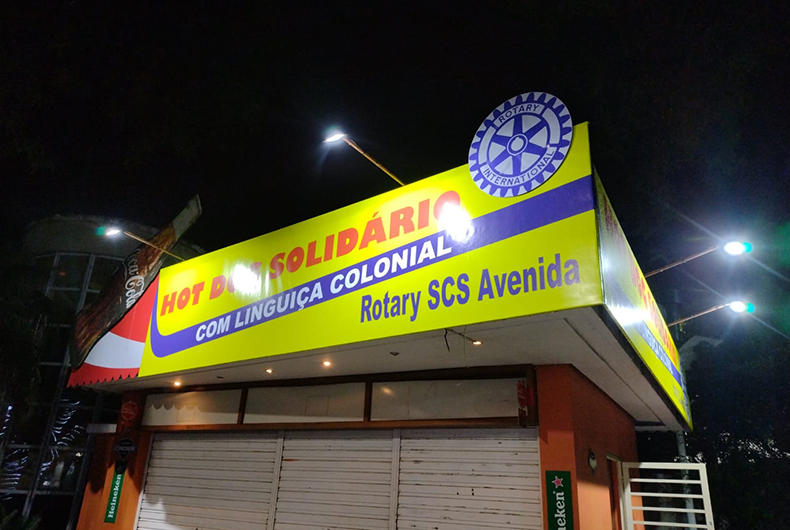 ROTARY
INTERNATIONAL
HOT DOG SOLIDÁRIO
COM LINGUIÇA COLONIAL
Rotary SCS Avenida
Heineken
Heineken